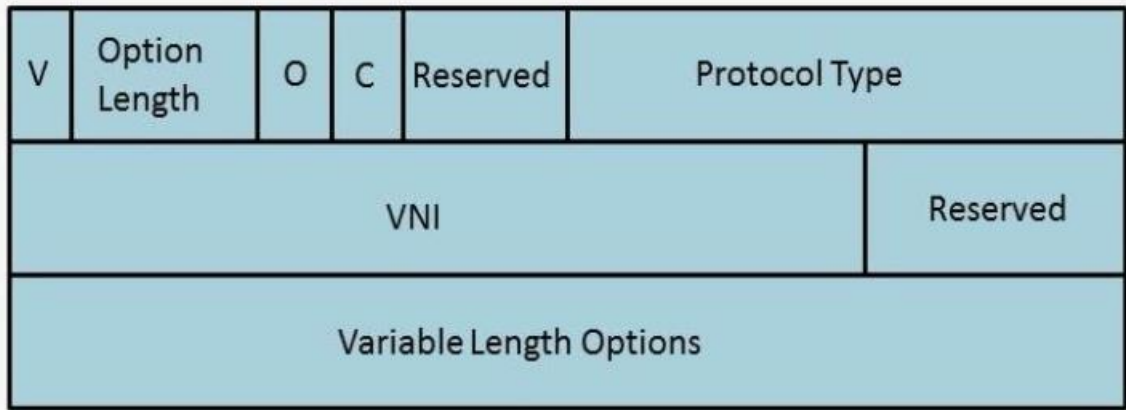 V
Option
Length
O
C
Reserved
Protocol Type
VNI
Reserved
Variable Length Options